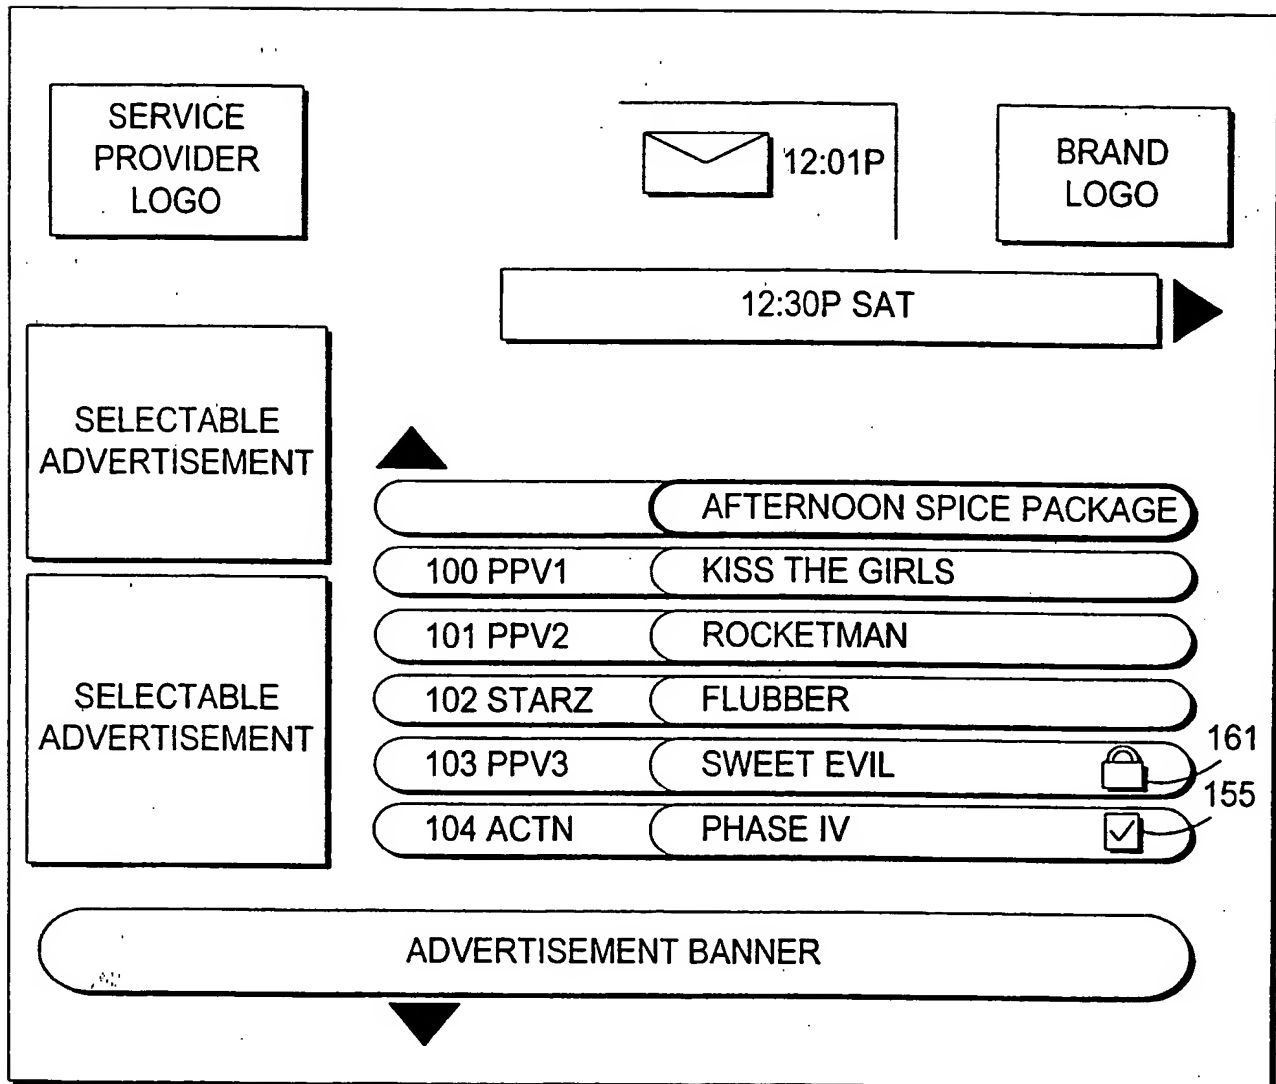 SERVICE
PROVIDER
LOGO
12:01P
BRAND
LOGO
12:30P SAT
SELECTABLE
ADVERTISEMENT
SELECTABLE
ADVERTISEMENT
AFTERNOON SPICE PACKAGE
100 PPV1 KISS THE GIRLS
101 PPV2 ROCKETMAN
102 STARZ FLUBBER
103 PPV3 SWEET EVIL
161
104 ACTN PHASE IV
155
ADVERTISEMENT BANNER